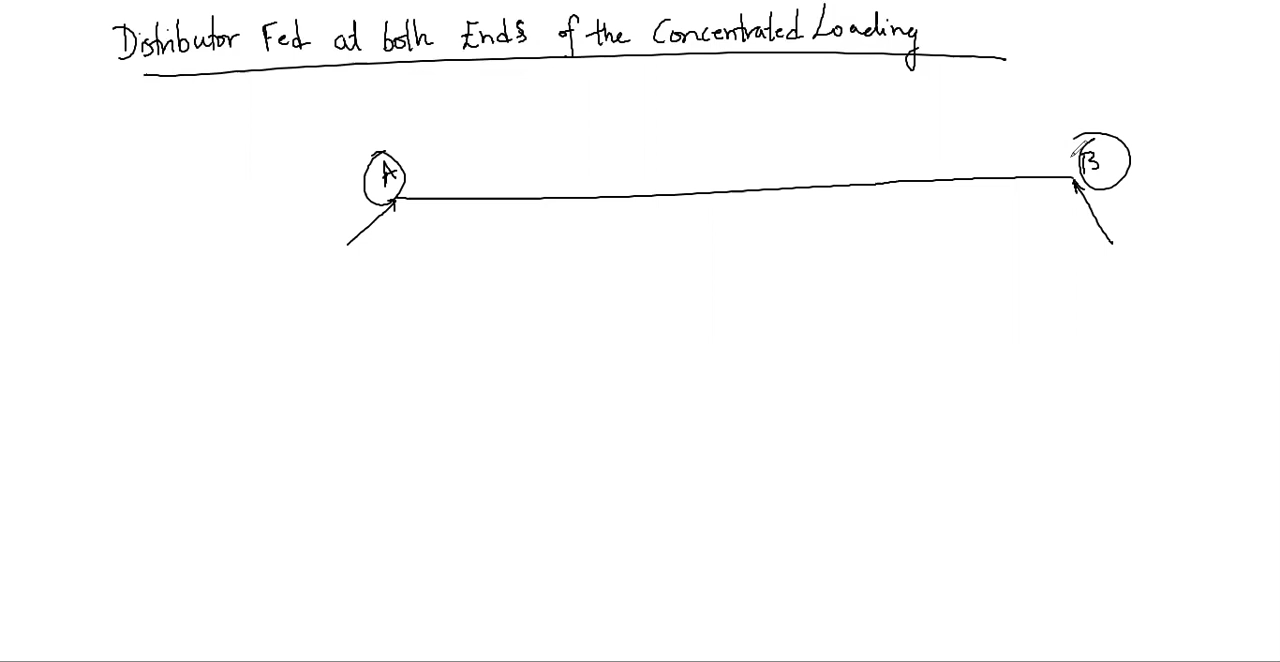 Distributor Fed at both Ends of the Concentrated Loading
A
B